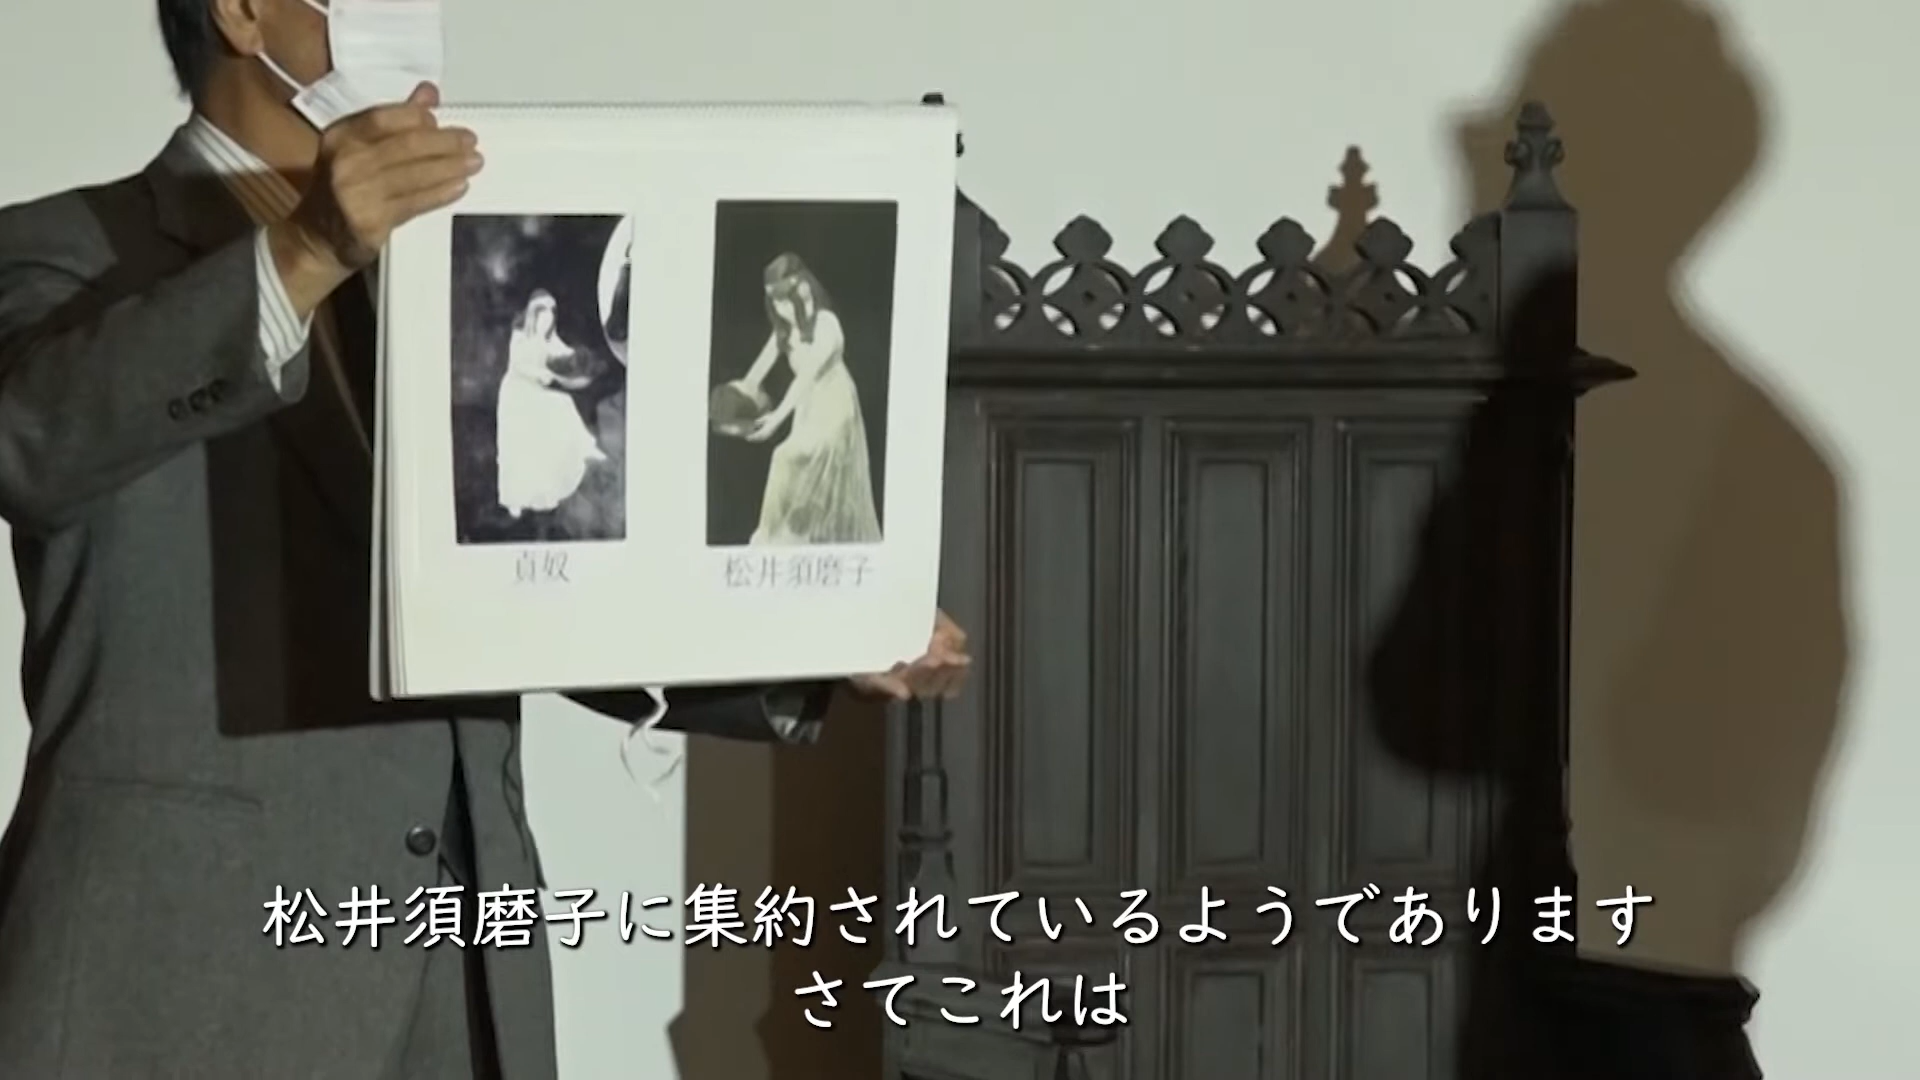 貞奴
松井須磨子
松井須磨子に集約されているようであります
さてこれは